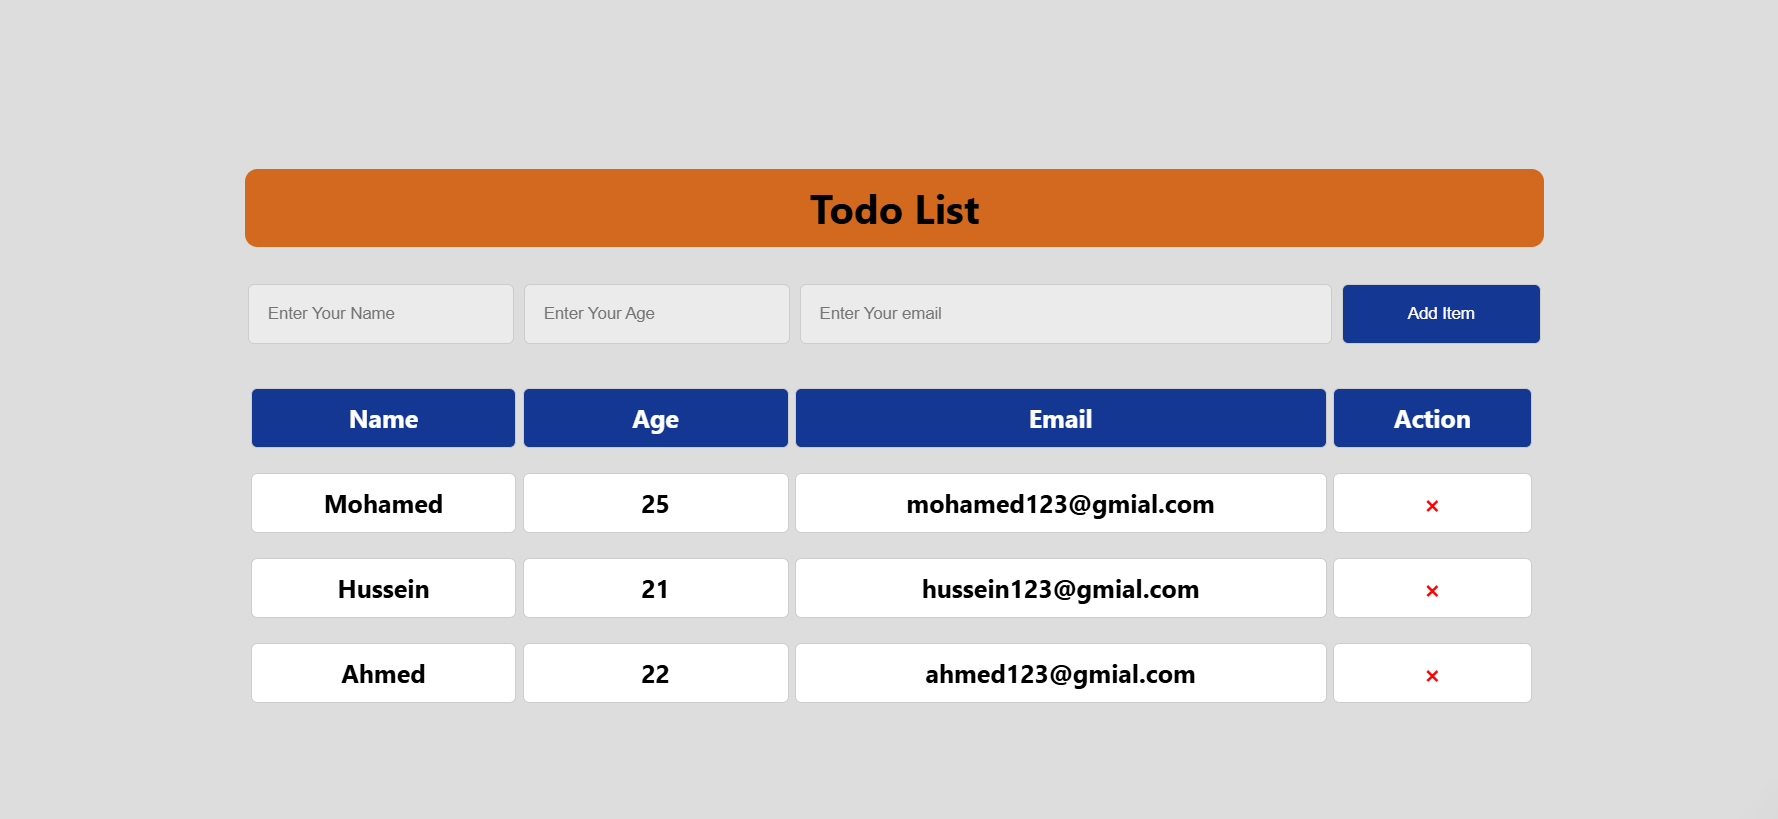 Todo List
Enter Your Name Enter Your Age Enter Your email Add Item
Name Age Email Action
Mohamed 25 mohamed123@gmial.com ×
Hussein 21 hussein123@gmial.com ×
Ahmed 22 ahmed123@gmial.com ×